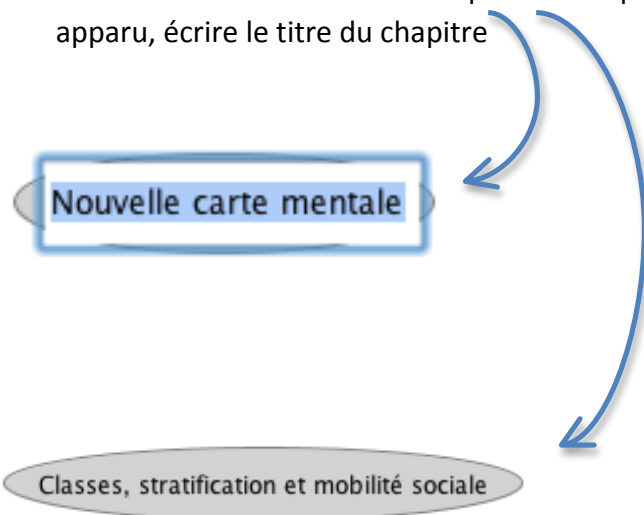 apparu, écrire le titre du chapitre
Nouvelle carte mentale
Classes, stratification et mobilité sociale